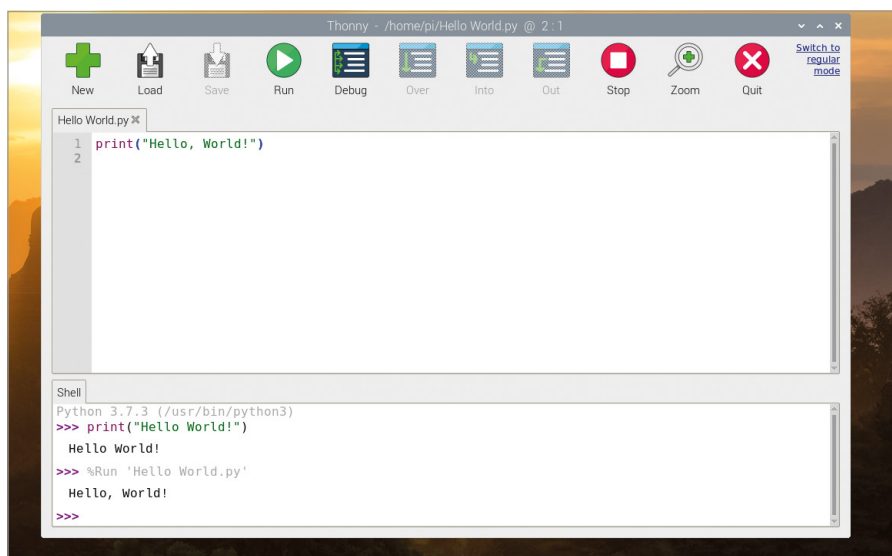 Thonny - /home/pi/Hello World.py @ 2 : 1
New Load Save Run Debug Over Into Out Stop Zoom Quit
Switch to
regular
mode
Hello World.py
1 print("Hello, World!")
2
Shell
Python 3.7.3 (/usr/bin/python3)
>>> print("Hello World!")
Hello World!
>>> %Run 'Hello World.py'
Hello, World!
>>>